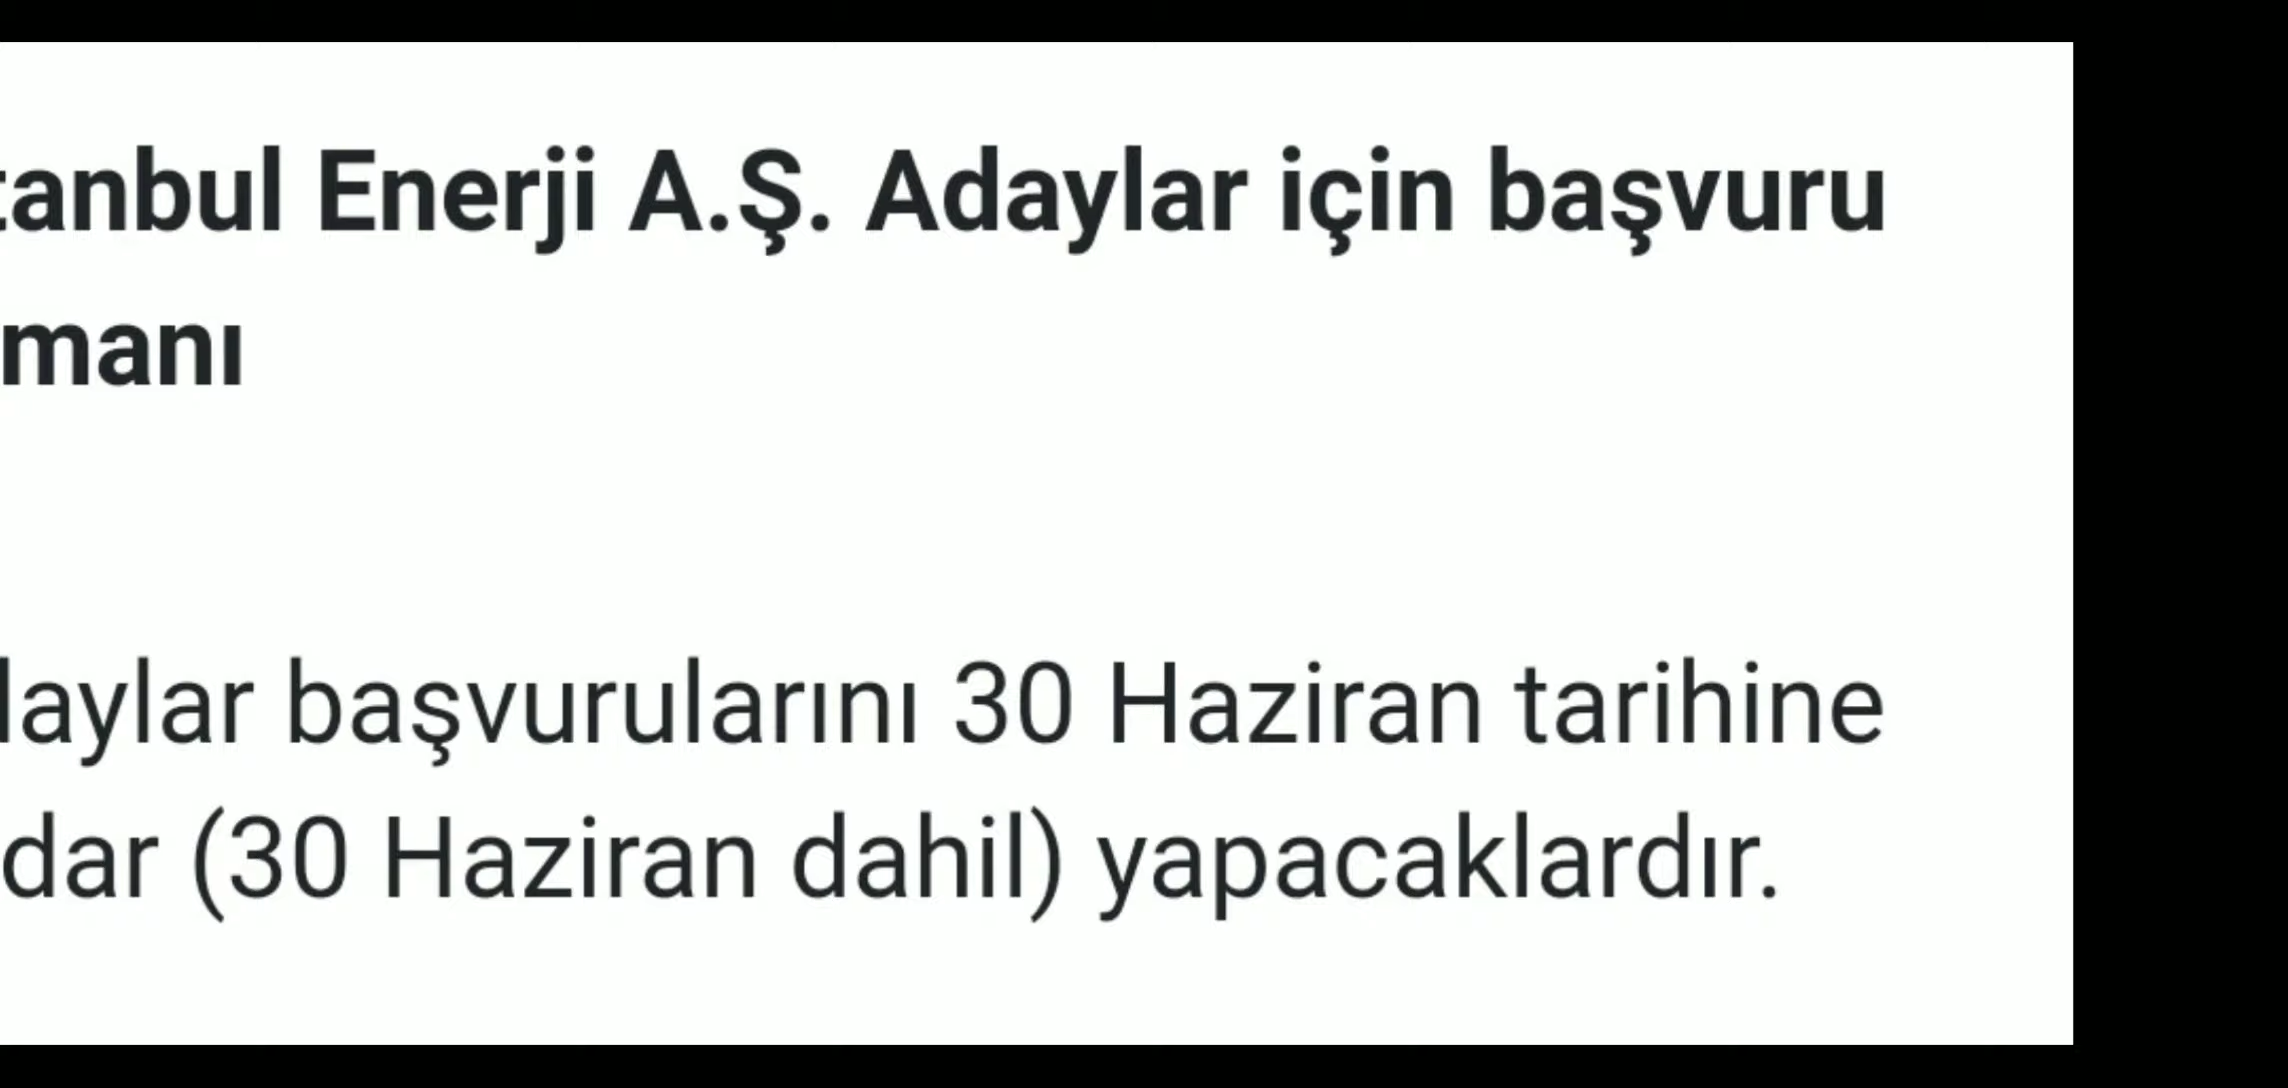 tanbul Enerji A.Ş. Adaylar için başvuru
manı
laylar başvurularını 30 Haziran tarihine
dar (30 Haziran dahil) yapacaklardır.